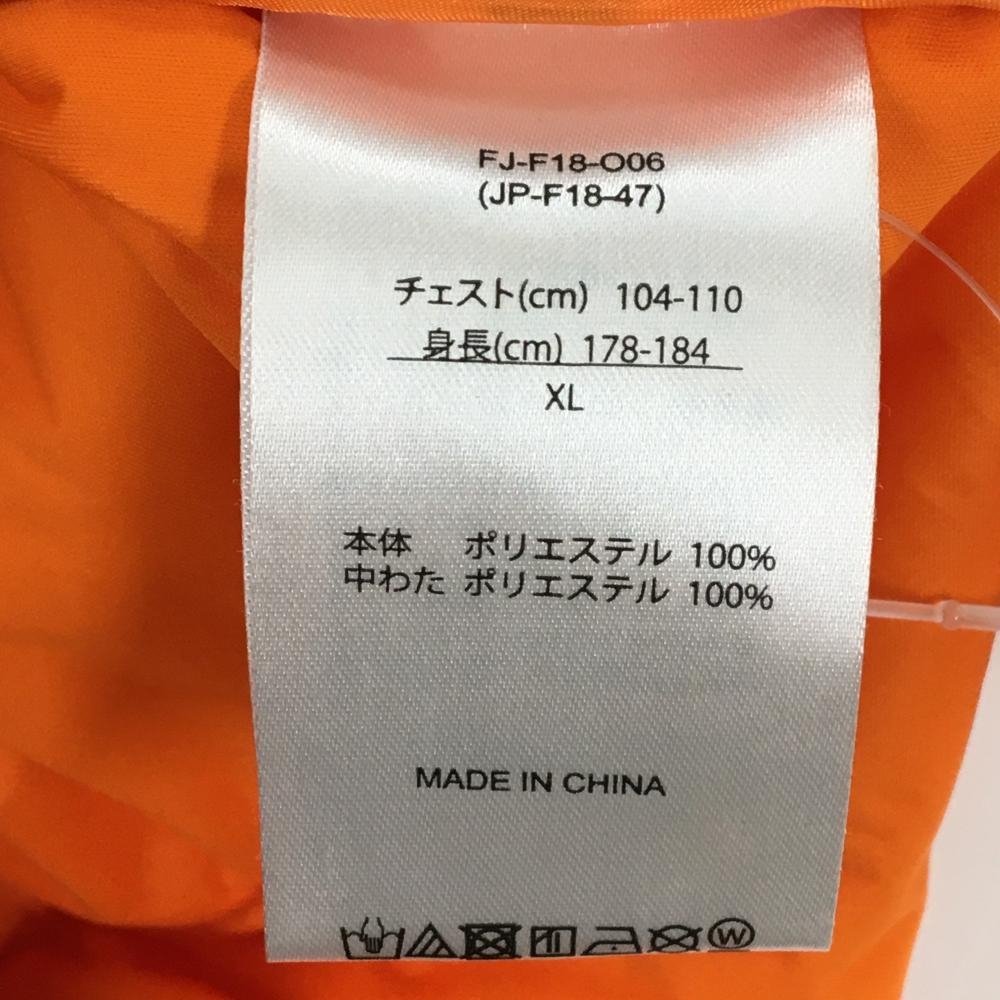 FJ-F18-O06
(JP-F18-47)
チェスト(cm) 104-110
身長(cm) 178-184
XL
本体 ポリエステル 100%
中わた ポリエステル 100%
MADE IN CHINA
W